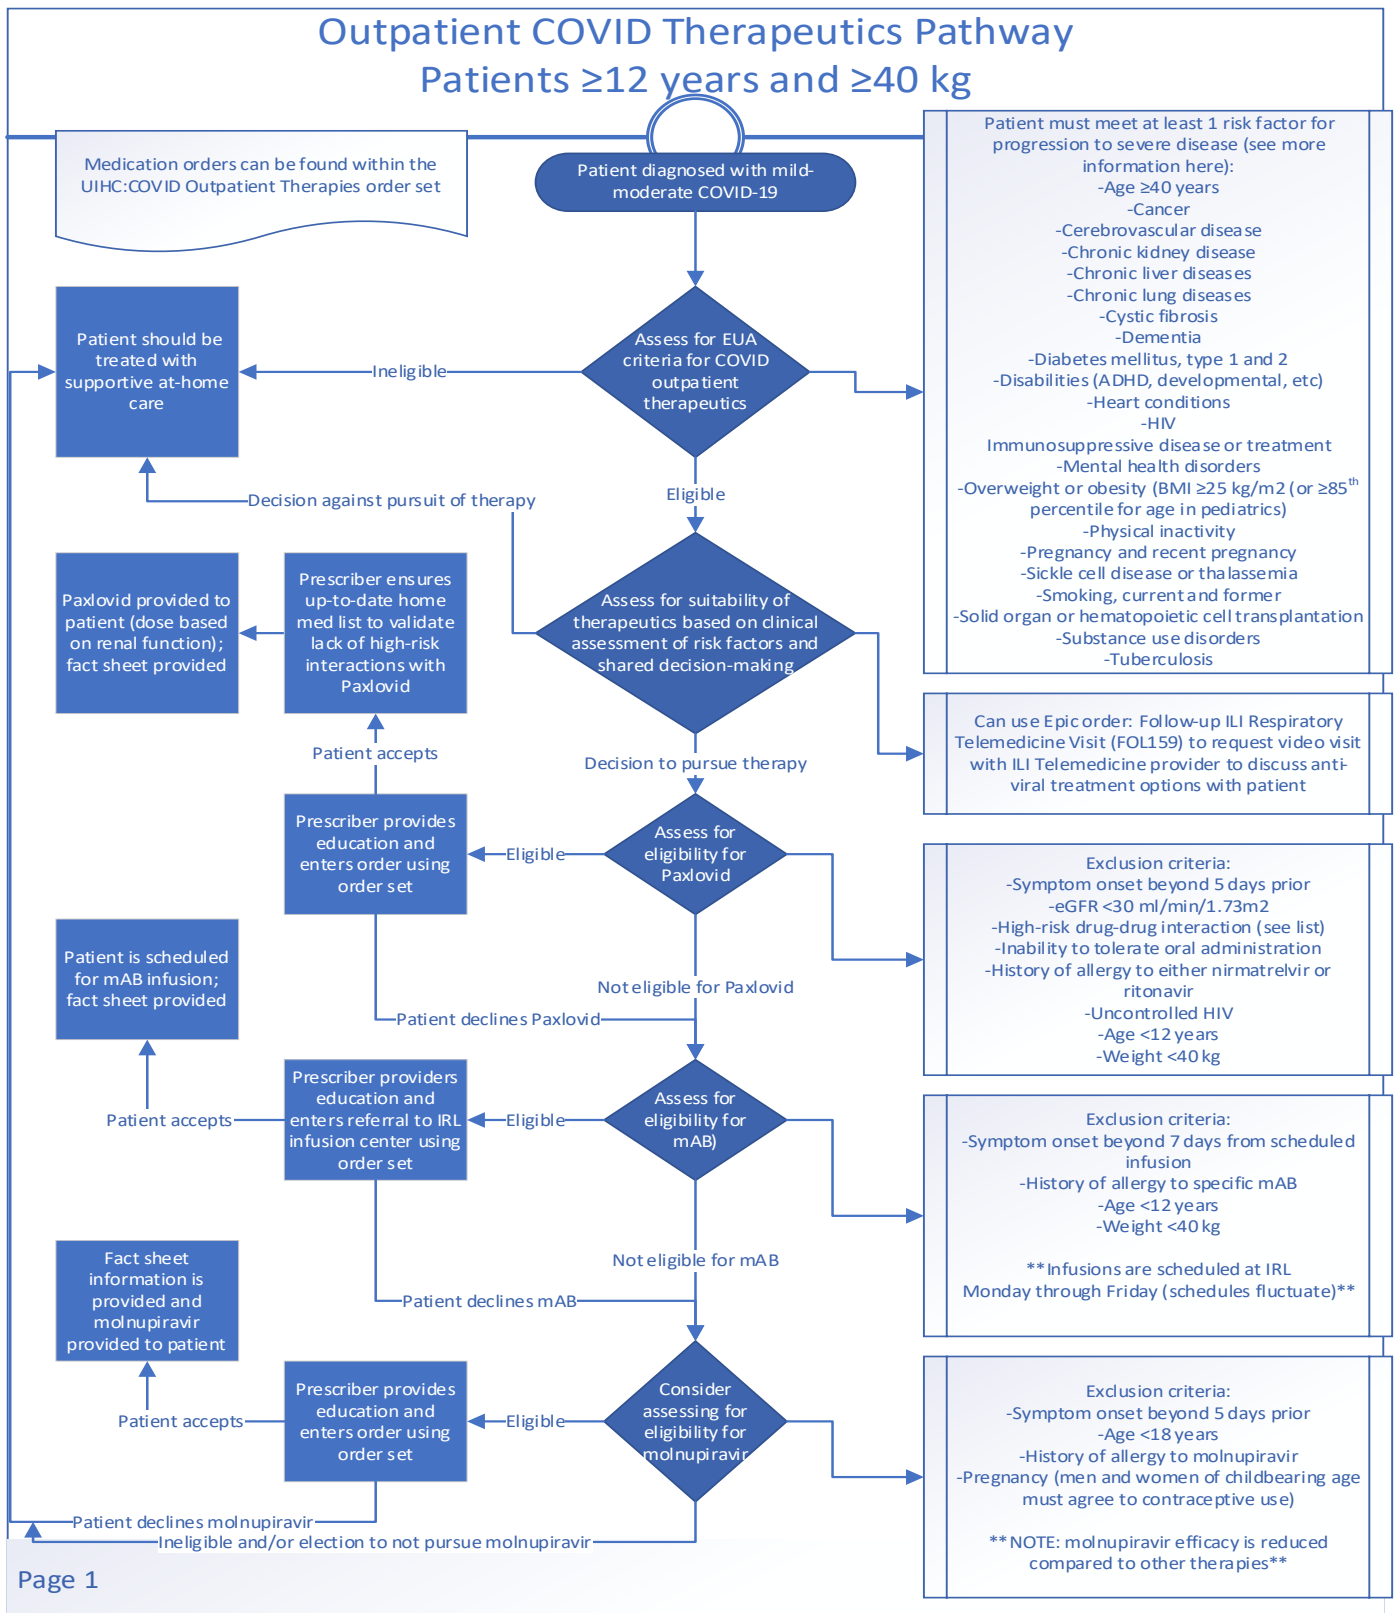 Outpatient COVID Therapeutics Pathway
Patients ≥12 years and ≥40 kg
Medication orders can be found within the
UIHC:COVID Outpatient Therapies order set
Patient diagnosed with mild-
moderate COVID-19
Patient must meet at least 1 risk factor for
progression to severe disease (see more
information here):
-Age ≥40 years
-Cancer
-Cerebrovascular disease
-Chronic kidney disease
-Chronic liver diseases
-Chronic lung diseases
-Cystic fibrosis
-Dementia
-Diabetes mellitus, type 1 and 2
-Disabilities (ADHD, developmental, etc)
-Heart conditions
-HIV
Immunosuppressive disease or treatment
-Mental health disorders
-Overweight or obesity (BMI ≥25 kg/m2 (or ≥85th
percentile for age in pediatrics)
-Physical inactivity
-Pregnancy and recent pregnancy
-Sickle cell disease or thalassemia
-Smoking, current and former
-Solid organ or hematopoietic cell transplantation
-Substance use disorders
-Tuberculosis
Patient should be
treated with
supportive at-home
care
Ineligible
Assess for EUA
criteria for COVID
outpatient
therapeutics
Decision against pursuit of therapy
Eligible
Paxlovid provided to
patient (dose based
on renal function);
fact sheet provided
Prescriber ensures
up-to-date home
med list to validate
lack of high-risk
interactions with
Paxlovid
Assess for suitability of
therapeutics based on clinical
assessment of risk factors and
shared decision-making
Can use Epic order: Follow-up ILI Respiratory
Telemedicine Visit (FOL159) to request video visit
with ILI Telemedicine provider to discuss anti-
viral treatment options with patient
Patient accepts
Decision to pursue therapy
Prescriber provides
education and
enters order using
order set
Eligible
Assess for
eligibility for
Paxlovid
Exclusion criteria:
-Symptom onset beyond 5 days prior
-eGFR <30 ml/min/1.73m2
-High-risk drug-drug interaction (see list)
-Inability to tolerate oral administration
-History of allergy to either nirmatrelvir or
ritonavir
-Uncontrolled HIV
-Age <12 years
-Weight <40 kg
Patient is scheduled
for mAB infusion;
fact sheet provided
Not eligible for Paxlovid
Patient declines Paxlovid
Patient accepts
Prescriber providers
education and
enters referral to IRL
infusion center using
order set
Eligible
Assess for
eligibility for
mAB)
Exclusion criteria:
-Symptom onset beyond 7 days from scheduled
infusion
-History of allergy to specific mAB
-Age <12 years
-Weight <40 kg
**Infusions are scheduled at IRL
Monday through Friday (schedules fluctuate)**
Not eligible for mAB
Patient declines mAB
Fact sheet
information is
provided and
molnupiravir
provided to patient
Patient accepts
Prescriber provides
education and
enters order using
order set
Eligible
Consider
assessing for
eligibility for
molnupiravir
Exclusion criteria:
-Symptom onset beyond 5 days prior
-Age <18 years
-History of allergy to molnupiravir
-Pregnancy (men and women of childbearing age
must agree to contraceptive use)
**NOTE: molnupiravir efficacy is reduced
compared to other therapies**
Patient declines molnupiravir
Ineligible and/or election to not pursue molnupiravir
Page 1